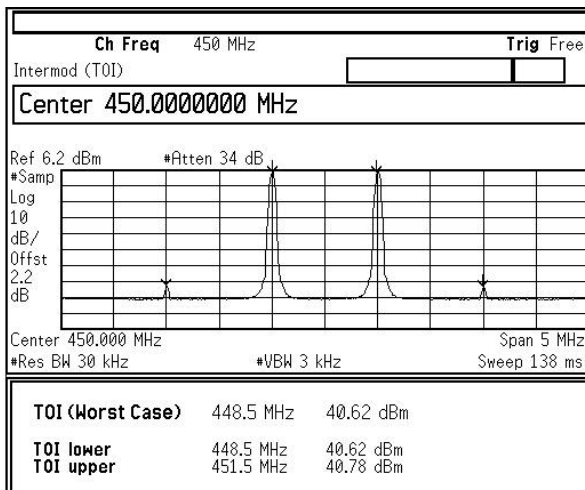 Ch Freq 450 MHz Trig Free
Intermod (TOI)
Center 450.0000000 MHz
Ref 6.2 dBm #Atten 34 dB
#Samp
Log
10
dB/
Offst
2.2
dB
Center 450.000 MHz Span 5 MHz
#Res BW 30 kHz #VBW 3 kHz Sweep 138 ms
TOI (Worst Case) 448.5 MHz 40.62 dBm
TOI lower 448.5 MHz 40.62 dBm
TOI upper 451.5 MHz 40.78 dBm